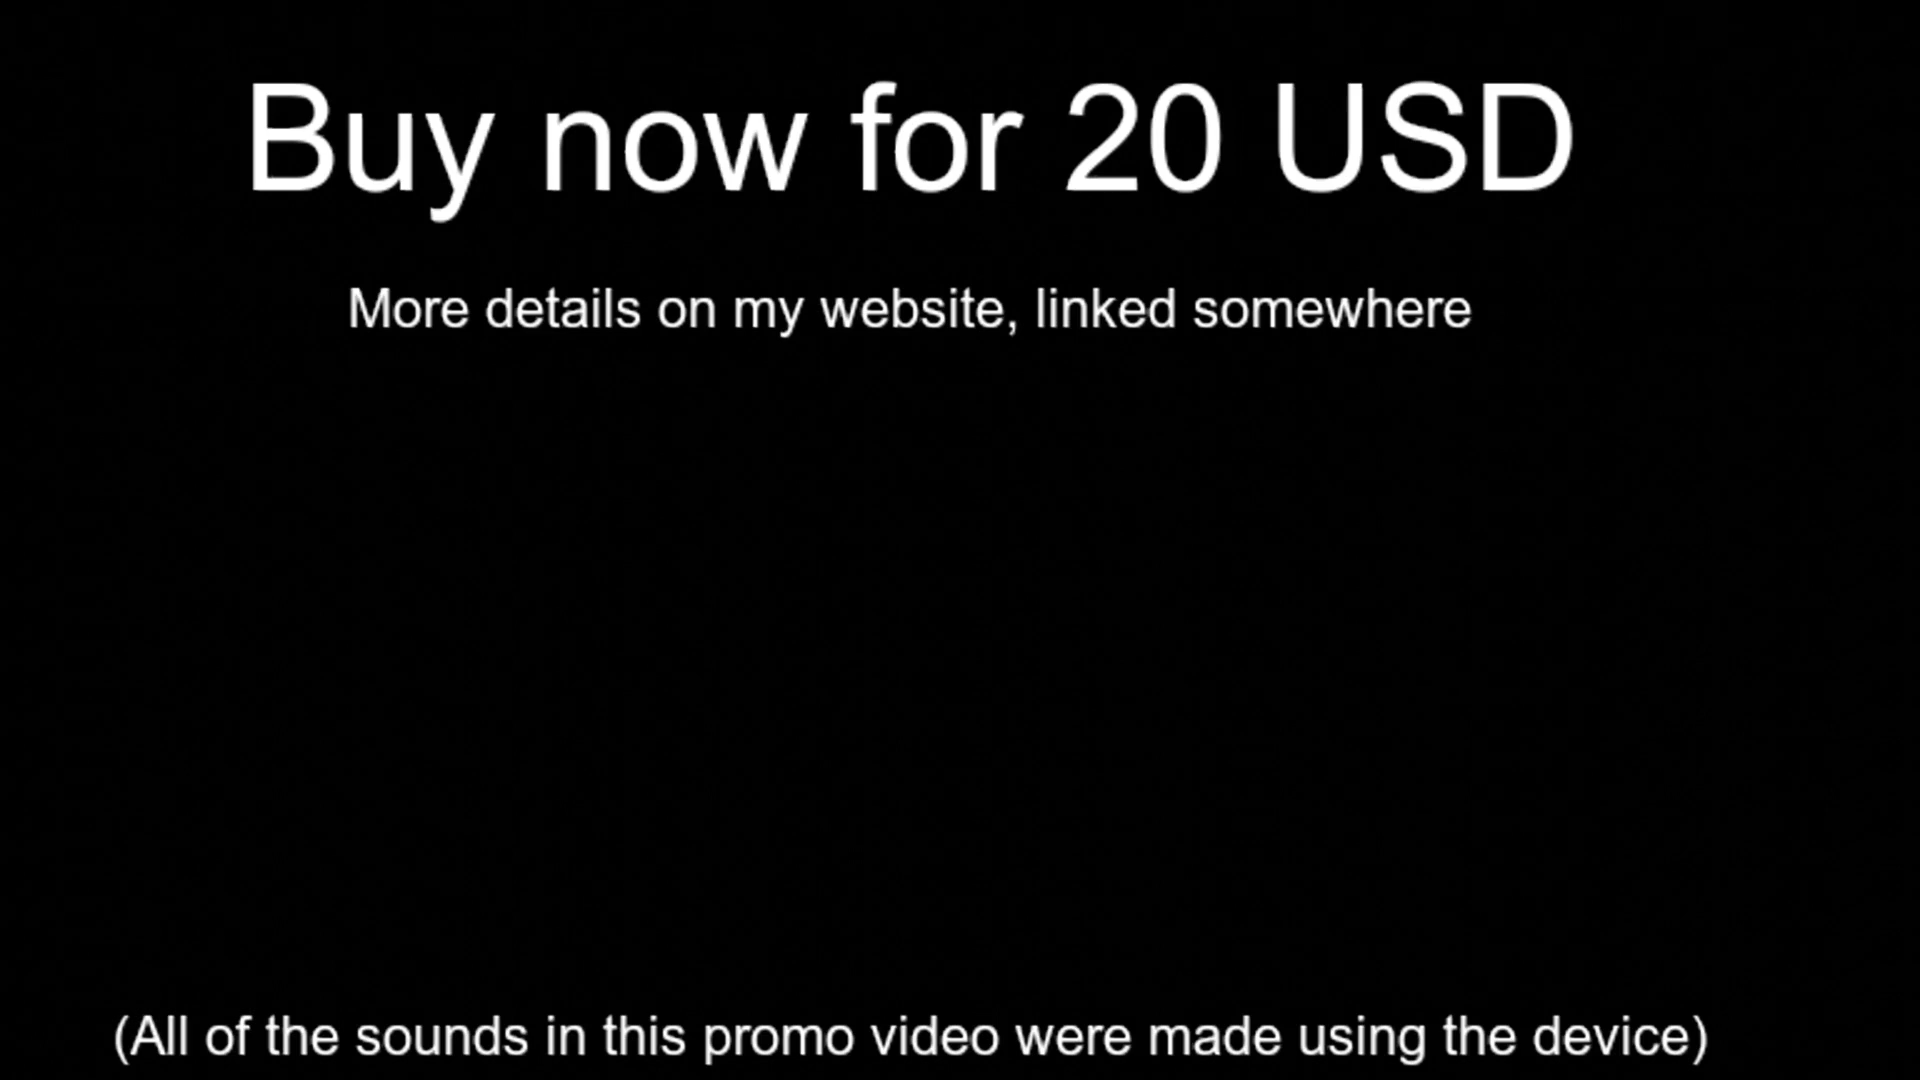 Buy now for 20 USD
More details on my website, linked somewhere
(All of the sounds in this promo video were made using the device)